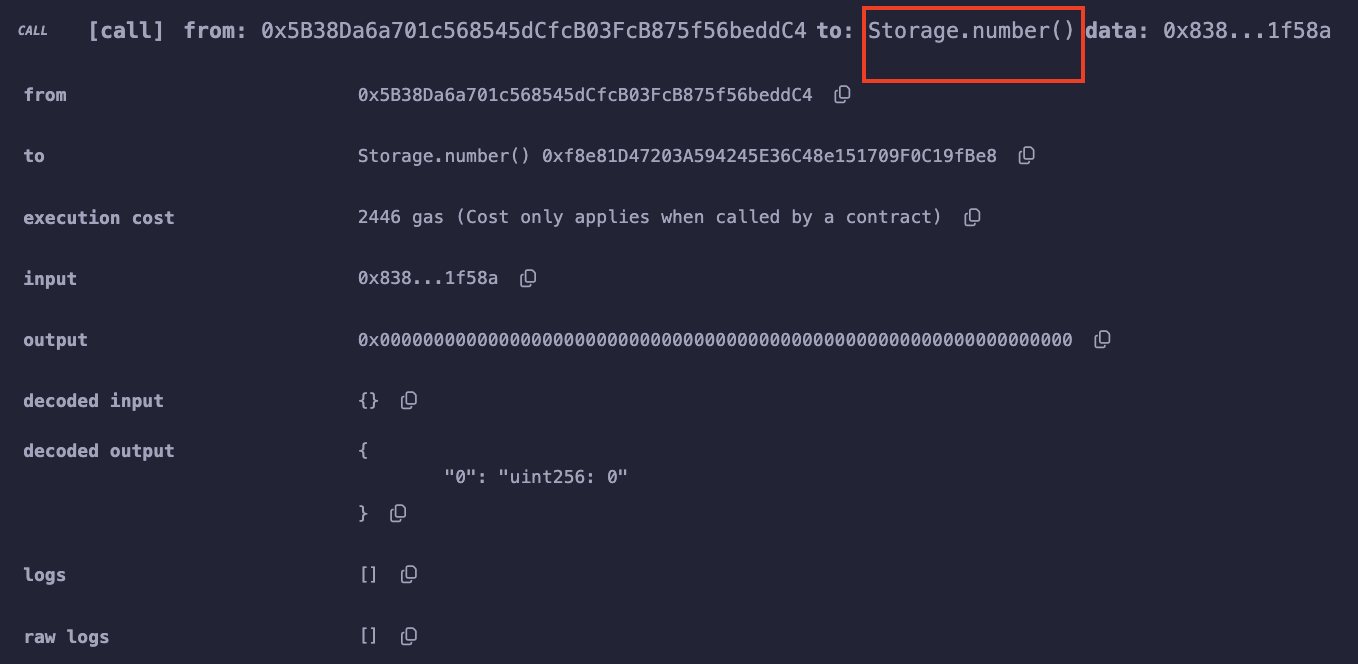 CALL [call] from: 0x5B38Da6a701c568545dCfcB03FcB875f56beddC4 to: Storage.number() data: 0x838...1f58a
from 0x5B38Da6a701c568545dCfcB03FcB875f56beddC4
to Storage.number() 0xf8e81D47203A594245E36C48e151709F0C19fBe8
execution cost 2446 gas (Cost only applies when called by a contract)
input 0x838...1f58a
output 0x0000000000000000000000000000000000000000000000000000000000000000
decoded input {}
decoded output {
"0": "uint256: 0"
}
logs []
raw logs []